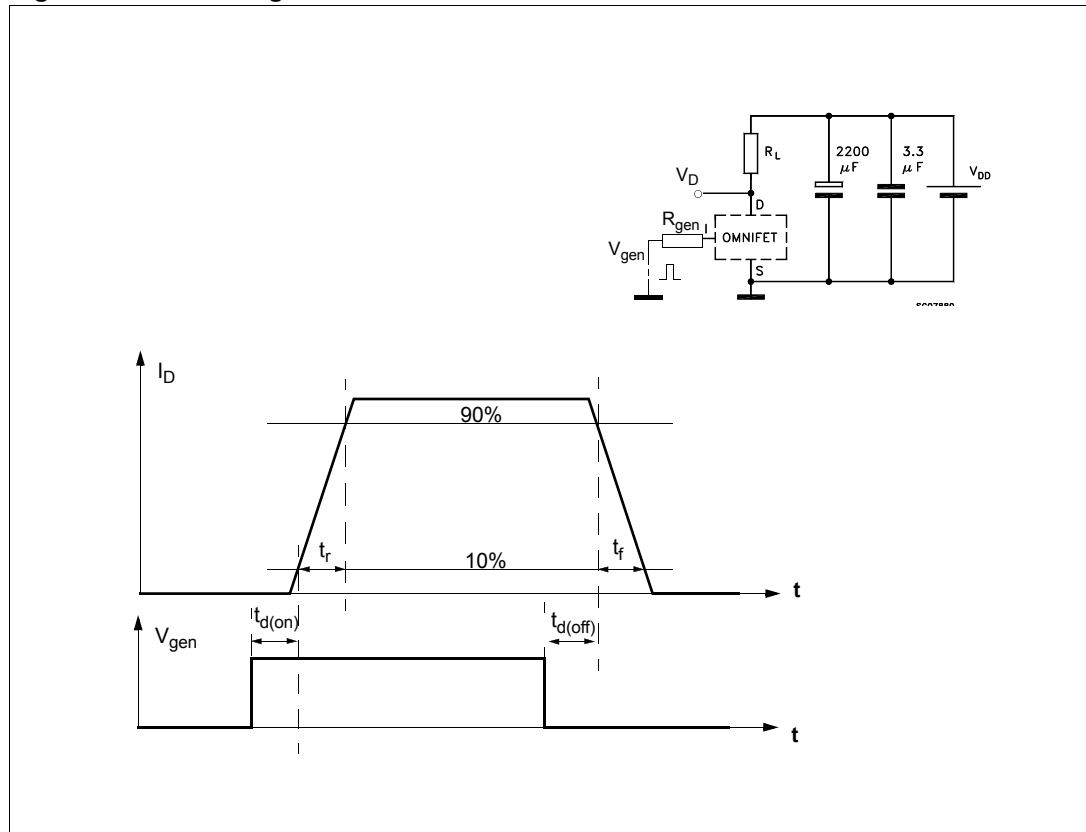 R_L
2200
µF
3.3
µF
V_DD
V_D
D
R_gen
I
OMNIFET
V_gen
S
I_D
90%
t_r
10%
t_f
t
t_d(on)
t_d(off)
V_gen
t